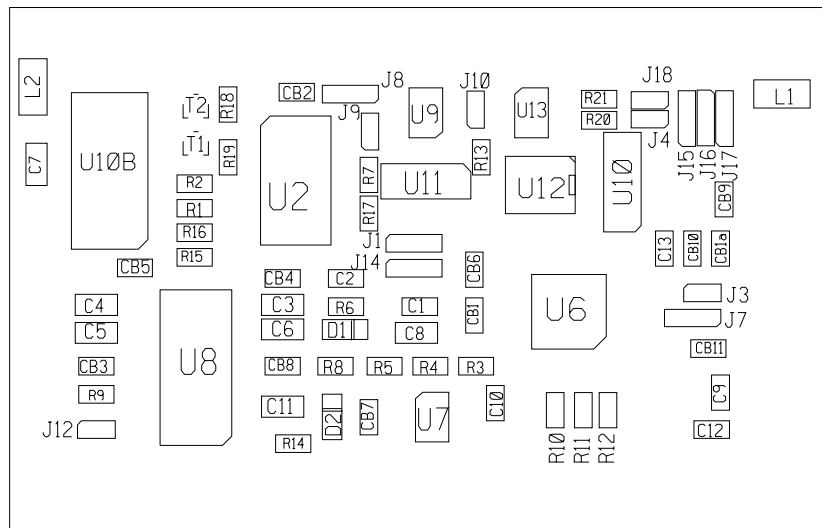 L2
CB2
J8
J10
J18
L1
T2
R18
U9
U13
R21
J9
R20
J4
T1
C7
U10B
R19
R13
J15
J16
J17
R2
R7
U11
U12
U10
R1
U2
R17
CB9
R16
J1
R15
J14
C13
CB10
CB1a
CB5
CB4
C2
CB6
C4
C3
R6
C1
CB1
U6
J3
C5
C6
D1
C8
J7
CB11
U8
CB3
CB8
R8
R5
R4
R3
R9
C9
C11
C10
J12
D2
CB7
U7
C12
R14
R10
R11
R12